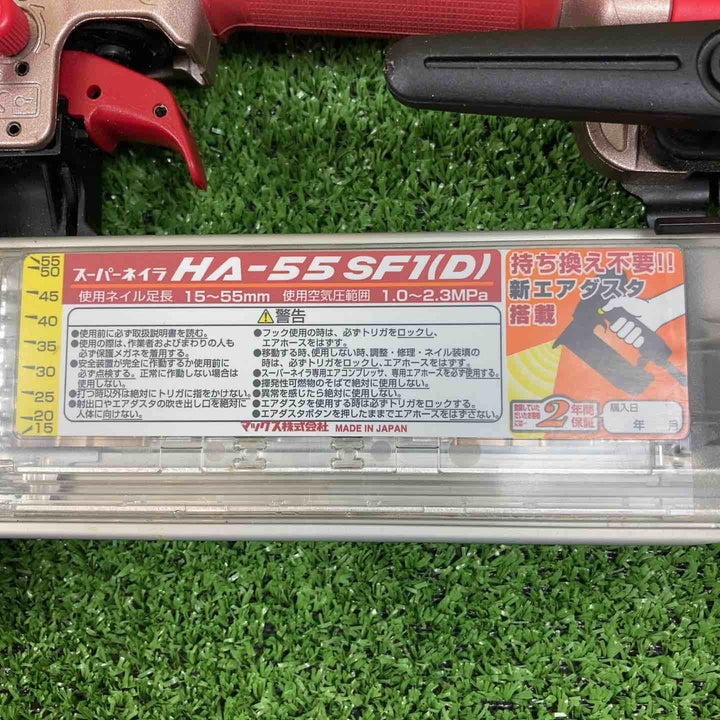 55
50
45
40
35
30
25
20
15
スーパーネイラ HA-55 SF1(D)
使用ネイル足長 15～55mm 使用空気圧範囲 1.0～2.3MPa
⚠警告
●使用前に必ず取扱説明書を読む。
●使用の際は、作業者およびまわりの人も
必ず保護メガネを着用する。
●安全装置が完全に作動するか使用前に
必ず点検する。正常に作動しない場合は
使用しない。
●打つ時以外は絶対にトリガに指をかけない。
●射出口やエアダスタの吹き出し口を絶対に
人体に向けない。
●フック使用の時は、必ずトリガをロックし、
エアホースをはずす。
●移動する時、使用しない時、調整・修理・ネイル装填の
時は、必ずトリガをロックし、エアホースをはずす。
●スーパーネイラ専用エアコンプレッサ、専用エアホースを必ず使用する。
●揮発性可燃物のそばで絶対に使用しない。
●異常を感じたら絶対に使用しない。
●エアダスタを使用する時は必ずトリガをロックする。
●エアダスタボタンを押したままでエアホースをはずさない。
マックス株式会社 MADE IN JAPAN
持ち換え不要!!
新エアダスタ
搭載
登録していた
だいたお客様
には…
2年間
保証
購入日
年 月